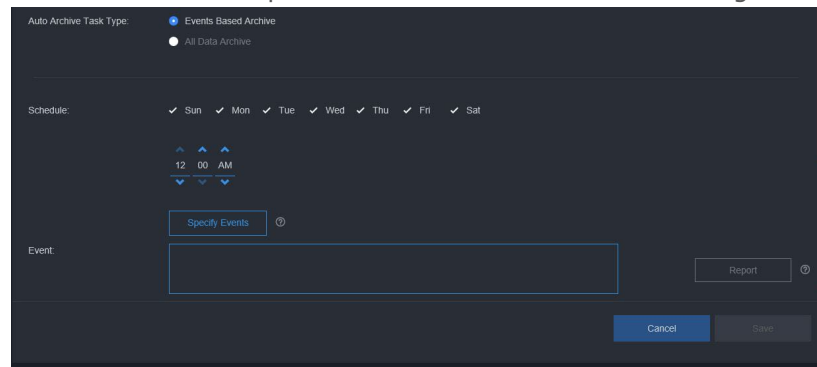 Auto Archive Task Type: Events Based Archive
All Data Archive
Schedule: Sun Mon Tue Wed Thu Fri Sat
12 00 AM
Specify Events
Event:
Report
Cancel Save